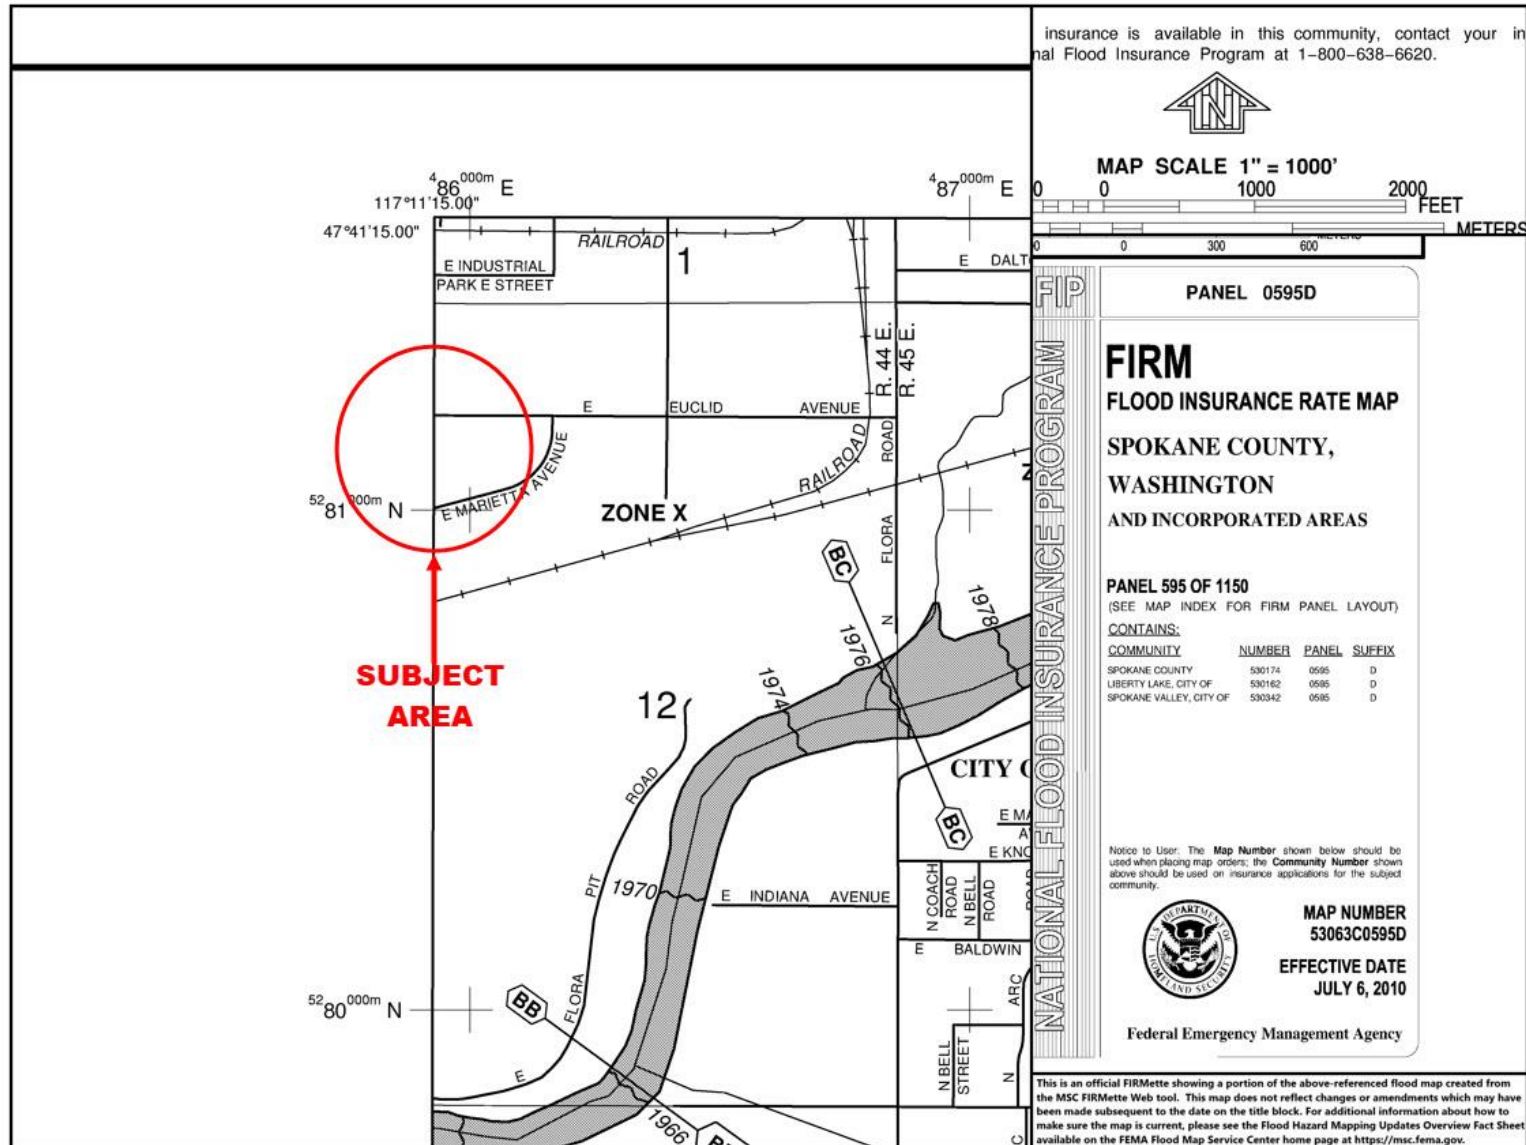 insurance is available in this community, contact your in
nal Flood Insurance Program at 1-800-638-6620.
N
MAP SCALE 1" = 1000'
0 0 1000 2000
FEET
METERS
0 0 300 600
486000m E
487000m E
117°11'15.00"
47°41'15.00"
RAILROAD
1
E INDUSTRIAL
PARK E STREET
E DALT
R. 44 E.
R. 45 E.
E EUCLID AVENUE
E MARIETTA AVENUE
RAILROAD
N FLORA ROAD
5281000m N
ZONE X
Z
SUBJECT
AREA
BC
1978
1976
1974
12
CITY O
BC
E MA
A
E KNO
FLORA PIT ROAD
E
1970
E INDIANA AVENUE
N COACH
ROAD
N BELL
ROAD
E BALDWIN
ARC
N
5280000m N
BB
N BELL
STREET
1966
C
FIP
NATIONAL FLOOD INSURANCE PROGRAM
PANEL 0595D
FIRM
FLOOD INSURANCE RATE MAP
SPOKANE COUNTY,
WASHINGTON
AND INCORPORATED AREAS
PANEL 595 OF 1150
(SEE MAP INDEX FOR FIRM PANEL LAYOUT)
CONTAINS:
COMMUNITY NUMBER PANEL SUFFIX
SPOKANE COUNTY 530174 0595 D
LIBERTY LAKE, CITY OF 530162 0595 D
SPOKANE VALLEY, CITY OF 530342 0595 D
Notice to User: The Map Number shown below should be
used when placing map orders; the Community Number shown
above should be used on insurance applications for the subject
community.
U.S. DEPARTMENT OF HOMELAND SECURITY
MAP NUMBER
53063C0595D
EFFECTIVE DATE
JULY 6, 2010
Federal Emergency Management Agency
This is an official FIRMette showing a portion of the above-referenced flood map created from
the MSC FIRMette Web tool. This map does not reflect changes or amendments which may have
been made subsequent to the date on the title block. For additional information about how to
make sure the map is current, please see the Flood Hazard Mapping Updates Overview Fact Sheet
available on the FEMA Flood Map Service Center home page at https://msc.fema.gov.